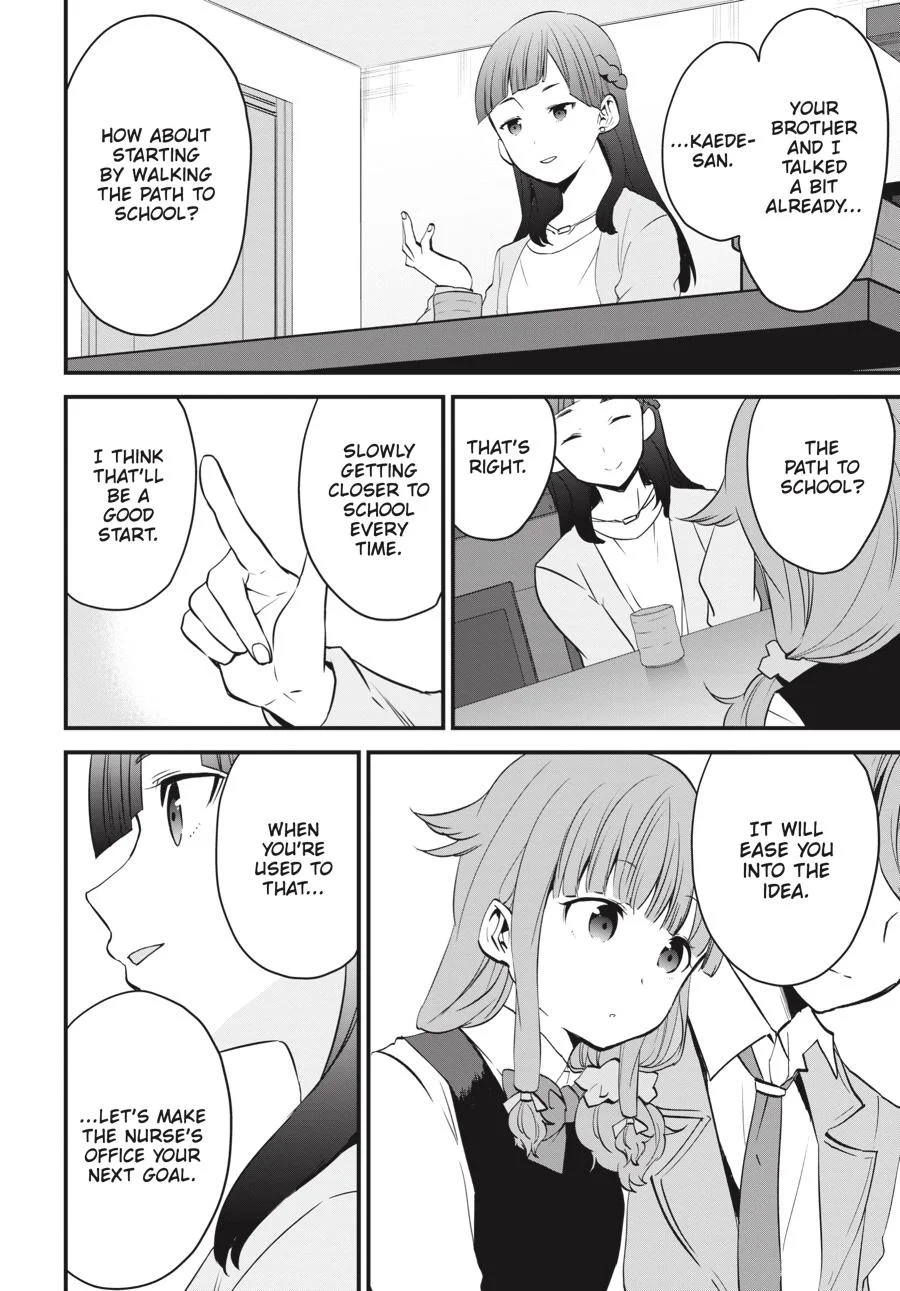 YOUR
BROTHER
AND I
TALKED
A BIT
ALREADY...
...KAEDE-
SAN.
HOW ABOUT
STARTING
BY WALKING
THE PATH TO
SCHOOL?
THE
PATH TO
SCHOOL?
THAT'S
RIGHT.
SLOWLY
GETTING
CLOSER TO
SCHOOL
EVERY
TIME.
I THINK
THAT'LL
BE A
GOOD
START.
IT WILL
EASE YOU
INTO THE
IDEA.
WHEN
YOU'RE
USED TO
THAT...
...LET'S MAKE
THE NURSE'S
OFFICE YOUR
NEXT GOAL.